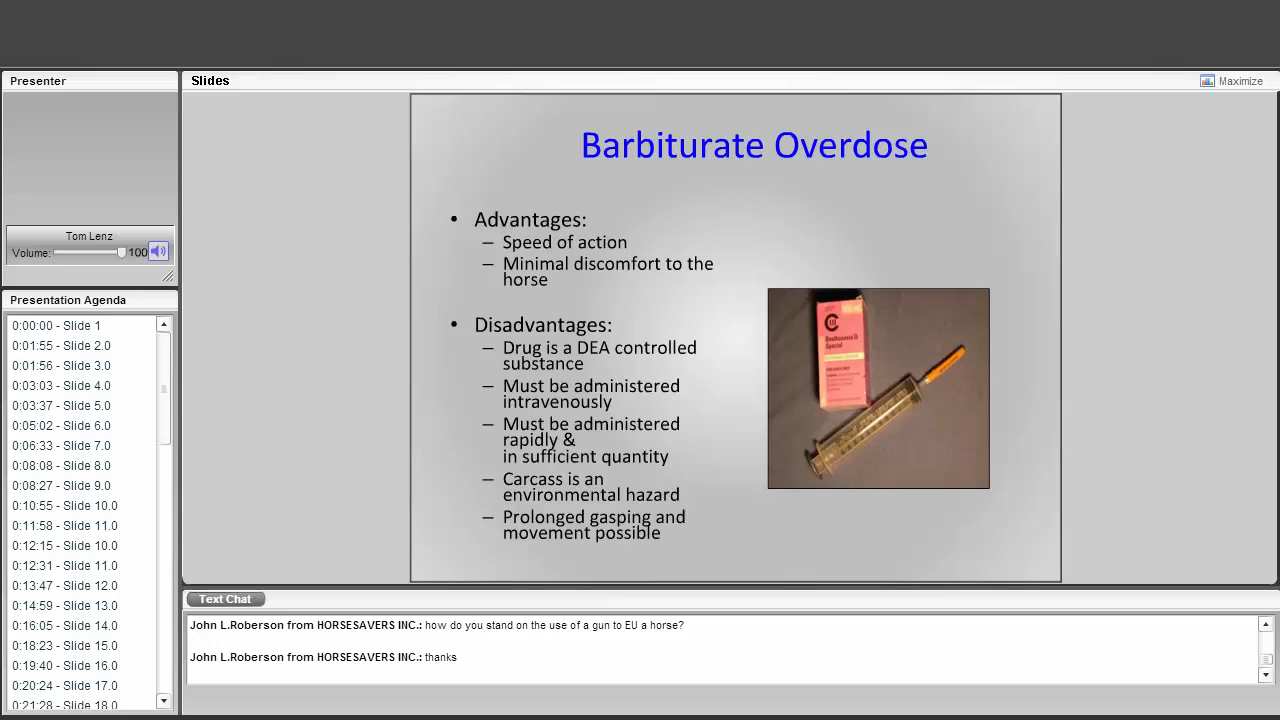 Presenter
Slides
Maximize
Tom Lenz
Volume:
100
Presentation Agenda
0:00:00 - Slide 1
0:01:55 - Slide 2.0
0:01:56 - Slide 3.0
0:03:03 - Slide 4.0
0:03:37 - Slide 5.0
0:05:02 - Slide 6.0
0:06:33 - Slide 7.0
0:08:08 - Slide 8.0
0:08:27 - Slide 9.0
0:10:55 - Slide 10.0
0:11:58 - Slide 11.0
0:12:15 - Slide 10.0
0:12:31 - Slide 11.0
0:13:47 - Slide 12.0
0:14:59 - Slide 13.0
0:16:05 - Slide 14.0
0:18:23 - Slide 15.0
0:19:40 - Slide 16.0
0:20:24 - Slide 17.0
0:21:28 - Slide 18.0
Barbiturate Overdose
• Advantages:
– Speed of action
– Minimal discomfort to the
horse
• Disadvantages:
– Drug is a DEA controlled
substance
– Must be administered
intravenously
– Must be administered
rapidly &
in sufficient quantity
– Carcass is an
environmental hazard
– Prolonged gasping and
movement possible
C III
Special
Text Chat
John L.Roberson from HORSESAVERS INC.: how do you stand on the use of a gun to EU a horse?
John L.Roberson from HORSESAVERS INC.: thanks